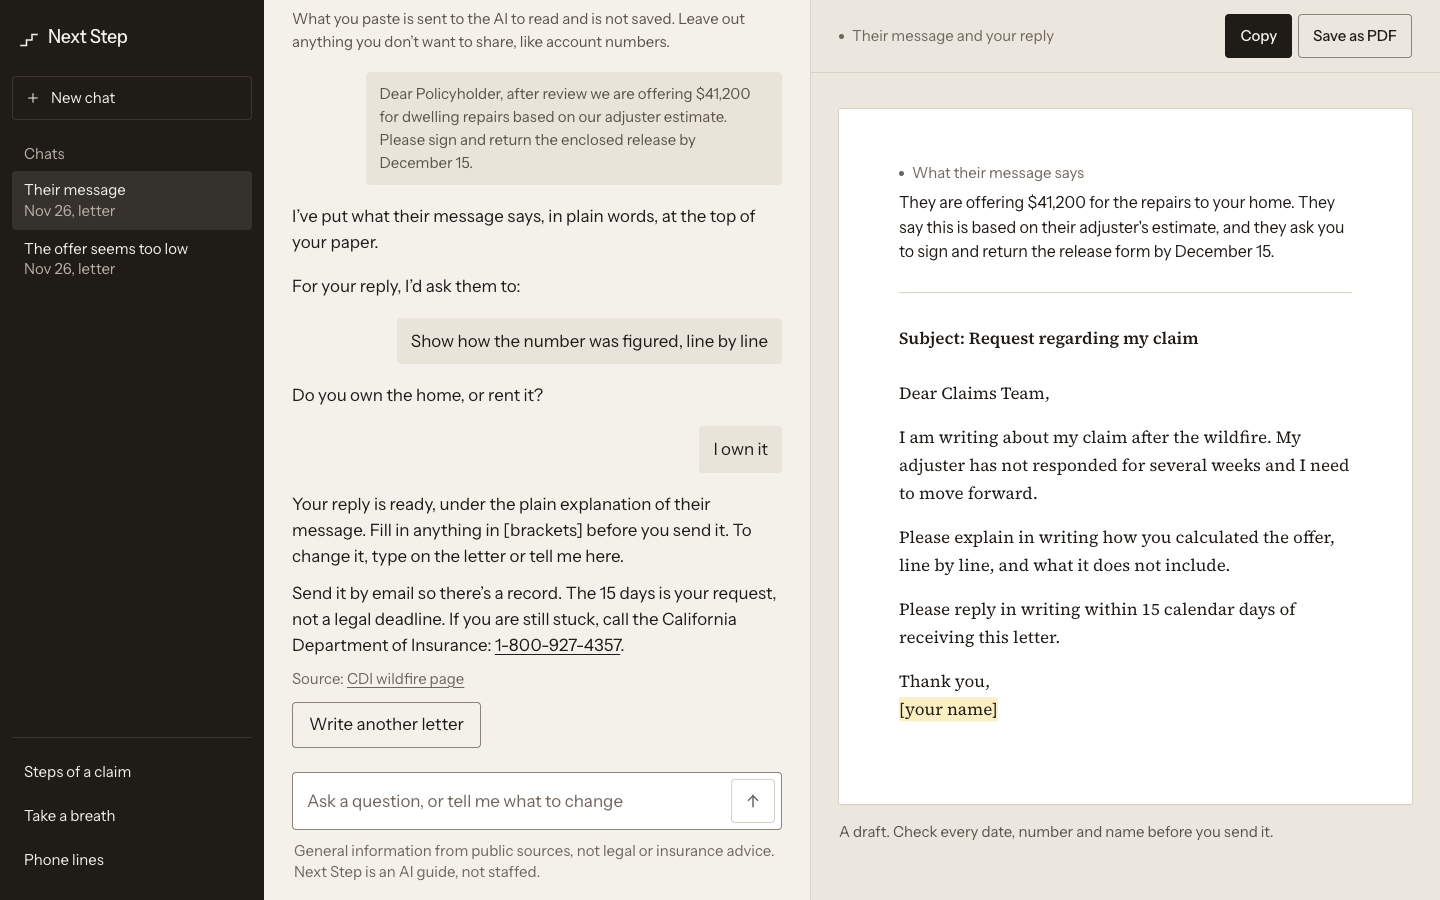 Next Step
+ New chat
Chats
Their message
Nov 26, letter
The offer seems too low
Nov 26, letter
Steps of a claim
Take a breath
Phone lines
What you paste is sent to the AI to read and is not saved. Leave out
anything you don’t want to share, like account numbers.
Dear Policyholder, after review we are offering $41,200
for dwelling repairs based on our adjuster estimate.
Please sign and return the enclosed release by
December 15.
I’ve put what their message says, in plain words, at the top of
your paper.
For your reply, I’d ask them to:
Show how the number was figured, line by line
Do you own the home, or rent it?
I own it
Your reply is ready, under the plain explanation of their
message. Fill in anything in [brackets] before you send it. To
change it, type on the letter or tell me here.
Send it by email so there’s a record. The 15 days is your request,
not a legal deadline. If you are still stuck, call the California
Department of Insurance: 1-800-927-4357.
Source: CDI wildfire page
Write another letter
Ask a question, or tell me what to change
General information from public sources, not legal or insurance advice.
Next Step is an AI guide, not staffed.
• Their message and your reply
Copy
Save as PDF
• What their message says
They are offering $41,200 for the repairs to your home. They
say this is based on their adjuster's estimate, and they ask you
to sign and return the release form by December 15.
Subject: Request regarding my claim
Dear Claims Team,
I am writing about my claim after the wildfire. My
adjuster has not responded for several weeks and I need
to move forward.
Please explain in writing how you calculated the offer,
line by line, and what it does not include.
Please reply in writing within 15 calendar days of
receiving this letter.
Thank you,
[your name]
A draft. Check every date, number and name before you send it.